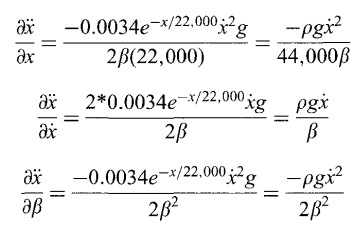 ∂ẍ/∂x = −0.0034e^{−x/22,000}ẋ²g / 2β(22,000) = −ρgẋ² / 44,000β
∂ẍ/∂ẋ = 2*0.0034e^{−x/22,000}ẋg / 2β = ρgẋ / β
∂ẍ/∂β = −0.0034e^{−x/22,000}ẋ²g / 2β² = −ρgẋ² / 2β²